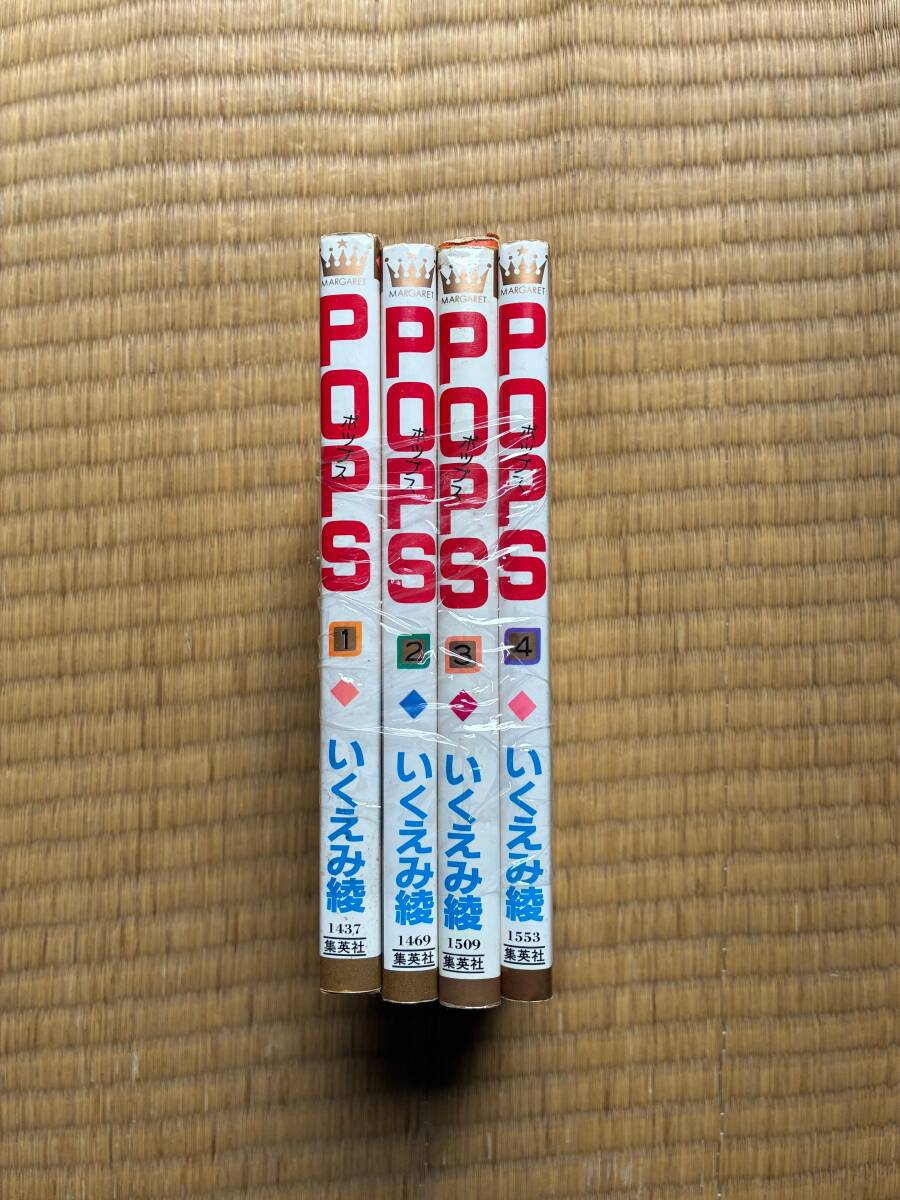 MARGARET
POPS
ポップス
1
いくえみ綾
1437
集英社
MARGARET
POPS
ポップス
2
いくえみ綾
1469
集英社
MARGARET
POPS
ポップス
3
いくえみ綾
1509
集英社
MARGARET
POPS
ポップス
4
いくえみ綾
1553
集英社